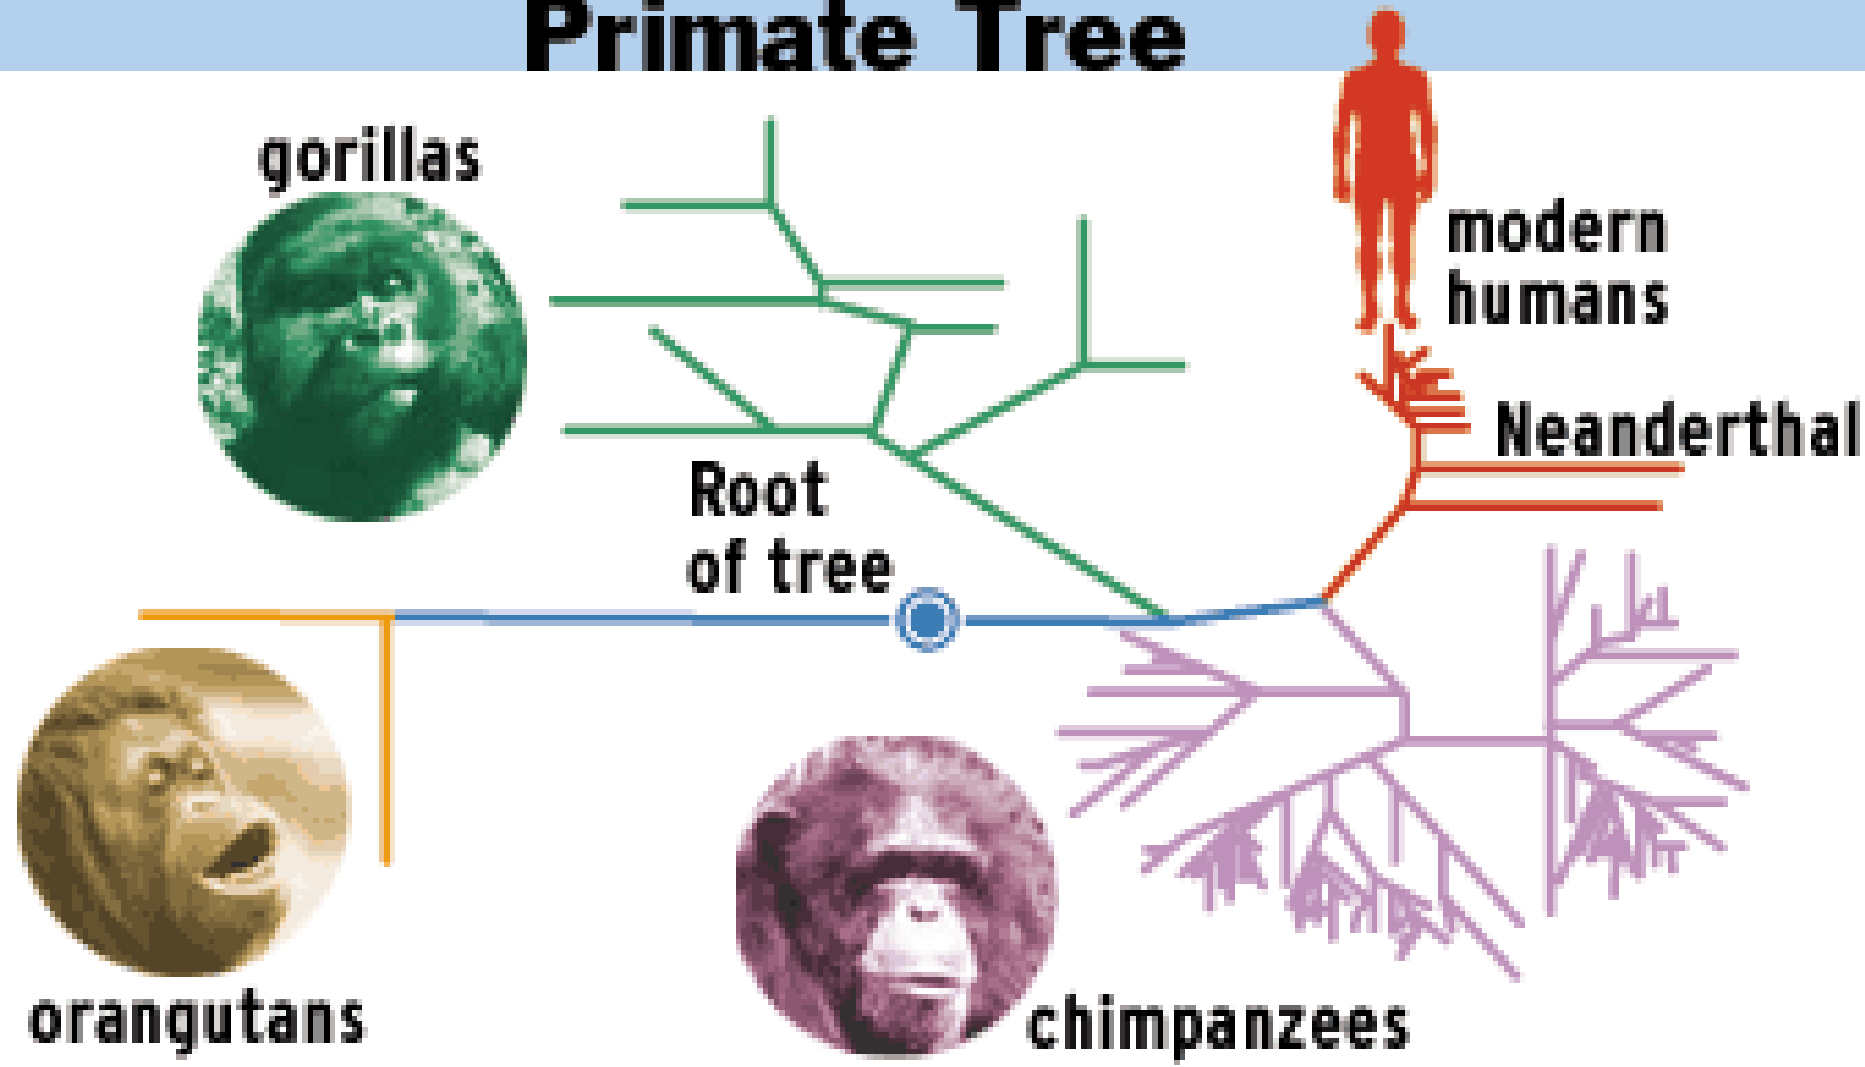 Primate Tree
gorillas
modern
humans
Neanderthal
Root
of tree
orangutans
chimpanzees